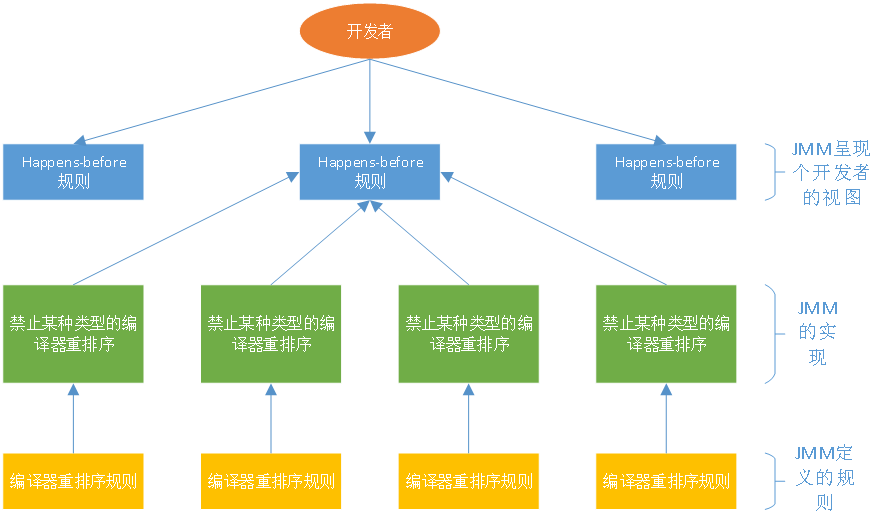 开发者
Happens-before
规则
Happens-before
规则
Happens-before
规则
JMM呈现
个开发者
的视图
禁止某种类型的编
译器重排序
禁止某种类型的编
译器重排序
禁止某种类型的编
译器重排序
禁止某种类型的编
译器重排序
JMM
的实
现
编译器重排序规则
编译器重排序规则
编译器重排序规则
编译器重排序规则
JMM定
义的规
则